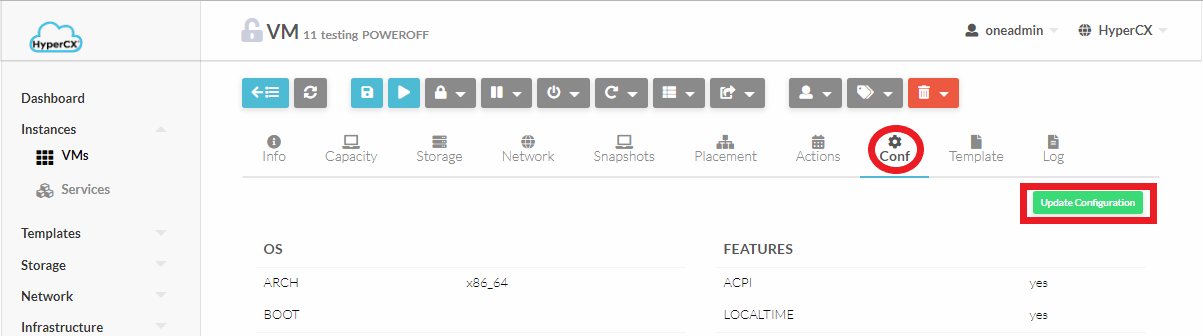 HyperCX
VM 11 testing POWEROFF
oneadmin
HyperCX
Dashboard
Instances
VMs
Services
Templates
Storage
Network
Infrastructure
Info
Capacity
Storage
Network
Snapshots
Placement
Actions
Conf
Template
Log
Update Configuration
OS
ARCH x86_64
BOOT
FEATURES
ACPI yes
LOCALTIME yes